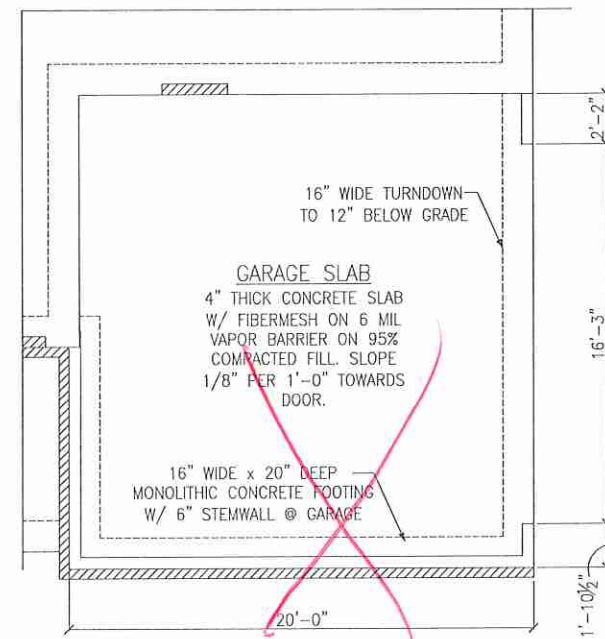 2'-2"
16" WIDE TURNDOWN
TO 12" BELOW GRADE
GARAGE SLAB
4" THICK CONCRETE SLAB
W/ FIBERMESH ON 6 MIL
VAPOR BARRIER ON 95%
COMPACTED FILL. SLOPE
1/8" PER 1'-0" TOWARDS
DOOR.
16'-3"
16" WIDE x 20" DEEP
MONOLITHIC CONCRETE FOOTING
W/ 6" STEMWALL @ GARAGE
20'-0"
1'-10½"